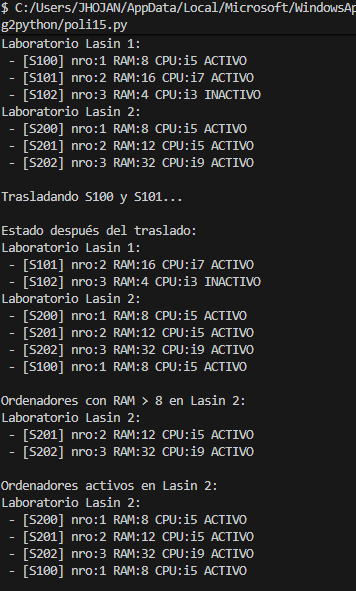 $ C:/Users/JHOJAN/AppData/Local/Microsoft/WindowsAp
g2python/poli15.py
Laboratorio Lasin 1:
 - [S100] nro:1 RAM:8 CPU:i5 ACTIVO
 - [S101] nro:2 RAM:16 CPU:i7 ACTIVO
 - [S102] nro:3 RAM:4 CPU:i3 INACTIVO
Laboratorio Lasin 2:
 - [S200] nro:1 RAM:8 CPU:i5 ACTIVO
 - [S201] nro:2 RAM:12 CPU:i5 ACTIVO
 - [S202] nro:3 RAM:32 CPU:i9 ACTIVO

Trasladando S100 y S101...

Estado después del traslado:
Laboratorio Lasin 1:
 - [S101] nro:2 RAM:16 CPU:i7 ACTIVO
 - [S102] nro:3 RAM:4 CPU:i3 INACTIVO
Laboratorio Lasin 2:
 - [S200] nro:1 RAM:8 CPU:i5 ACTIVO
 - [S201] nro:2 RAM:12 CPU:i5 ACTIVO
 - [S202] nro:3 RAM:32 CPU:i9 ACTIVO
 - [S100] nro:1 RAM:8 CPU:i5 ACTIVO

Ordenadores con RAM > 8 en Lasin 2:
Laboratorio Lasin 2:
 - [S201] nro:2 RAM:12 CPU:i5 ACTIVO
 - [S202] nro:3 RAM:32 CPU:i9 ACTIVO

Ordenadores activos en Lasin 2:
Laboratorio Lasin 2:
 - [S200] nro:1 RAM:8 CPU:i5 ACTIVO
 - [S201] nro:2 RAM:12 CPU:i5 ACTIVO
 - [S202] nro:3 RAM:32 CPU:i9 ACTIVO
 - [S100] nro:1 RAM:8 CPU:i5 ACTIVO